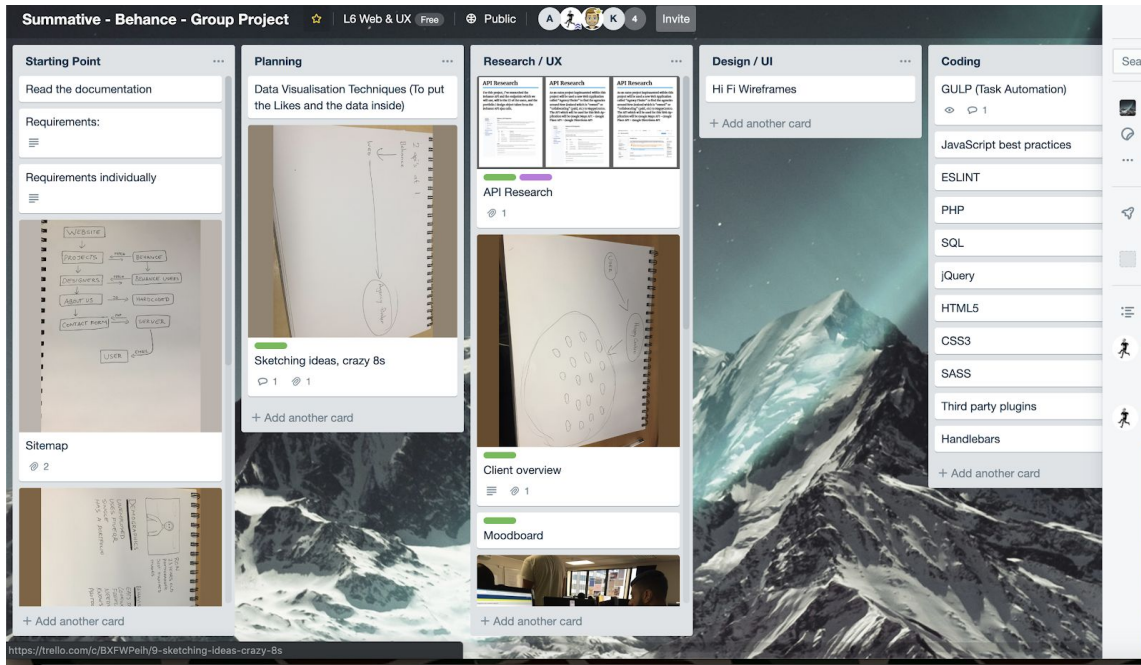 Summative - Behance - Group Project
L6 Web & UX Free
Public
A
K
4
Invite
Starting Point
Read the documentation
Requirements:
Requirements individually
WEBSITE
PROJECTS
BEHANCE
DESIGNERS
BEHANCE USERS
ABOUT US
HARDCODED
CONTACT FORM
SERVER
USER
Sitemap
2
DEMOGRAPHICS
+ Add another card
Planning
Data Visualisation Techniques (To put
the Likes and the data inside)
Sketching ideas, crazy 8s
1
1
+ Add another card
Research / UX
API Research
API Research
API Research
API Research
1
Client overview
1
Moodboard
+ Add another card
Design / UI
Hi Fi Wireframes
+ Add another card
Coding
GULP (Task Automation)
1
JavaScript best practices
ESLINT
PHP
SQL
jQuery
HTML5
CSS3
SASS
Third party plugins
Handlebars
+ Add another card
Sea
https://trello.com/c/BXFWPeih/9-sketching-ideas-crazy-8s